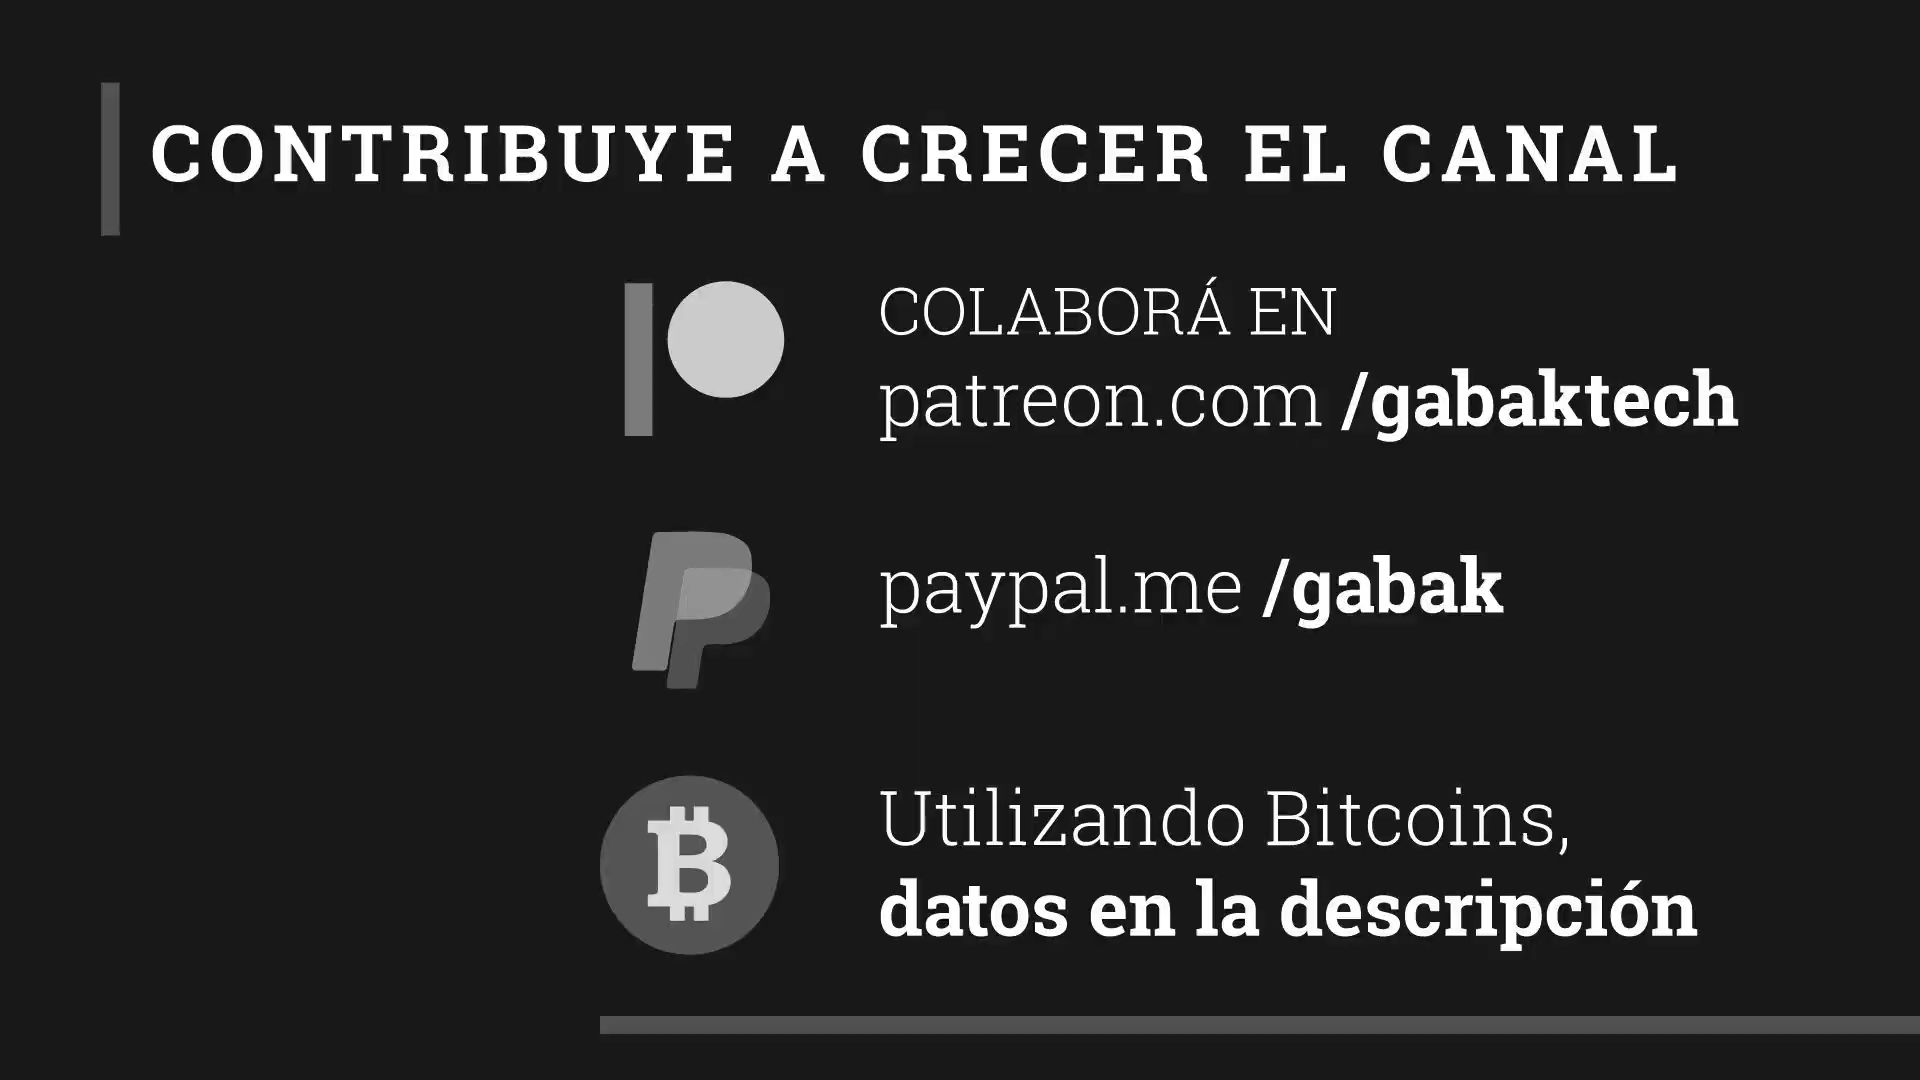 CONTRIBUYE A CRECER EL CANAL
COLABORÁ EN
patreon.com /gabaktech
paypal.me /gabak
Utilizando Bitcoins,
datos en la descripción